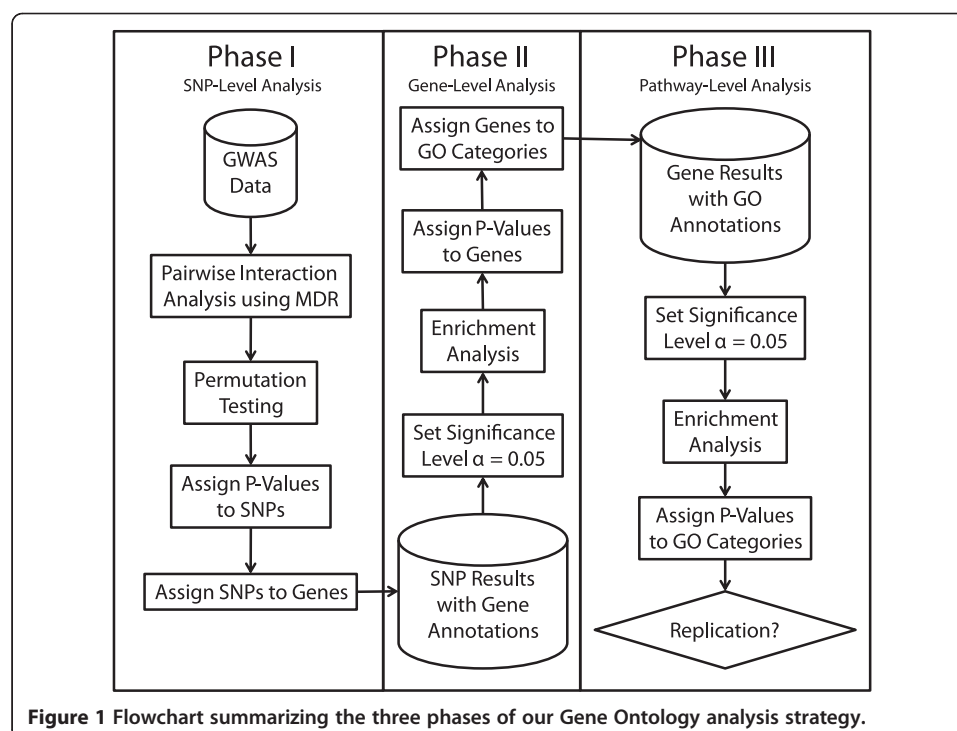 Phase I
SNP-Level Analysis
GWAS
Data
Pairwise Interaction
Analysis using MDR
Permutation
Testing
Assign P-Values
to SNPs
Assign SNPs to Genes
Phase II
Gene-Level Analysis
Assign Genes to
GO Categories
Assign P-Values
to Genes
Enrichment
Analysis
Set Significance
Level α = 0.05
SNP Results
with Gene
Annotations
Phase III
Pathway-Level Analysis
Gene Results
with GO
Annotations
Set Significance
Level α = 0.05
Enrichment
Analysis
Assign P-Values
to GO Categories
Replication?
Figure 1 Flowchart summarizing the three phases of our Gene Ontology analysis strategy.